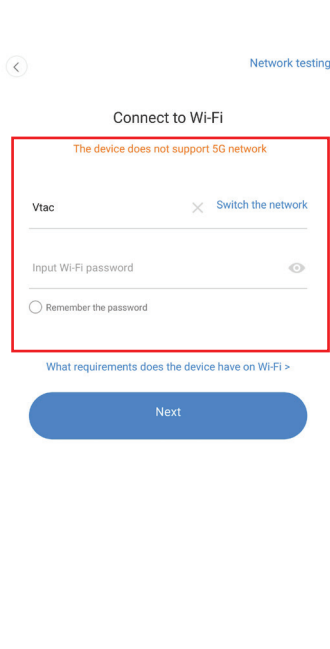 Network testing
Connect to Wi-Fi
The device does not support 5G network
Vtac
Switch the network
Input Wi-Fi password
Remember the password
What requirements does the device have on Wi-Fi >
Next